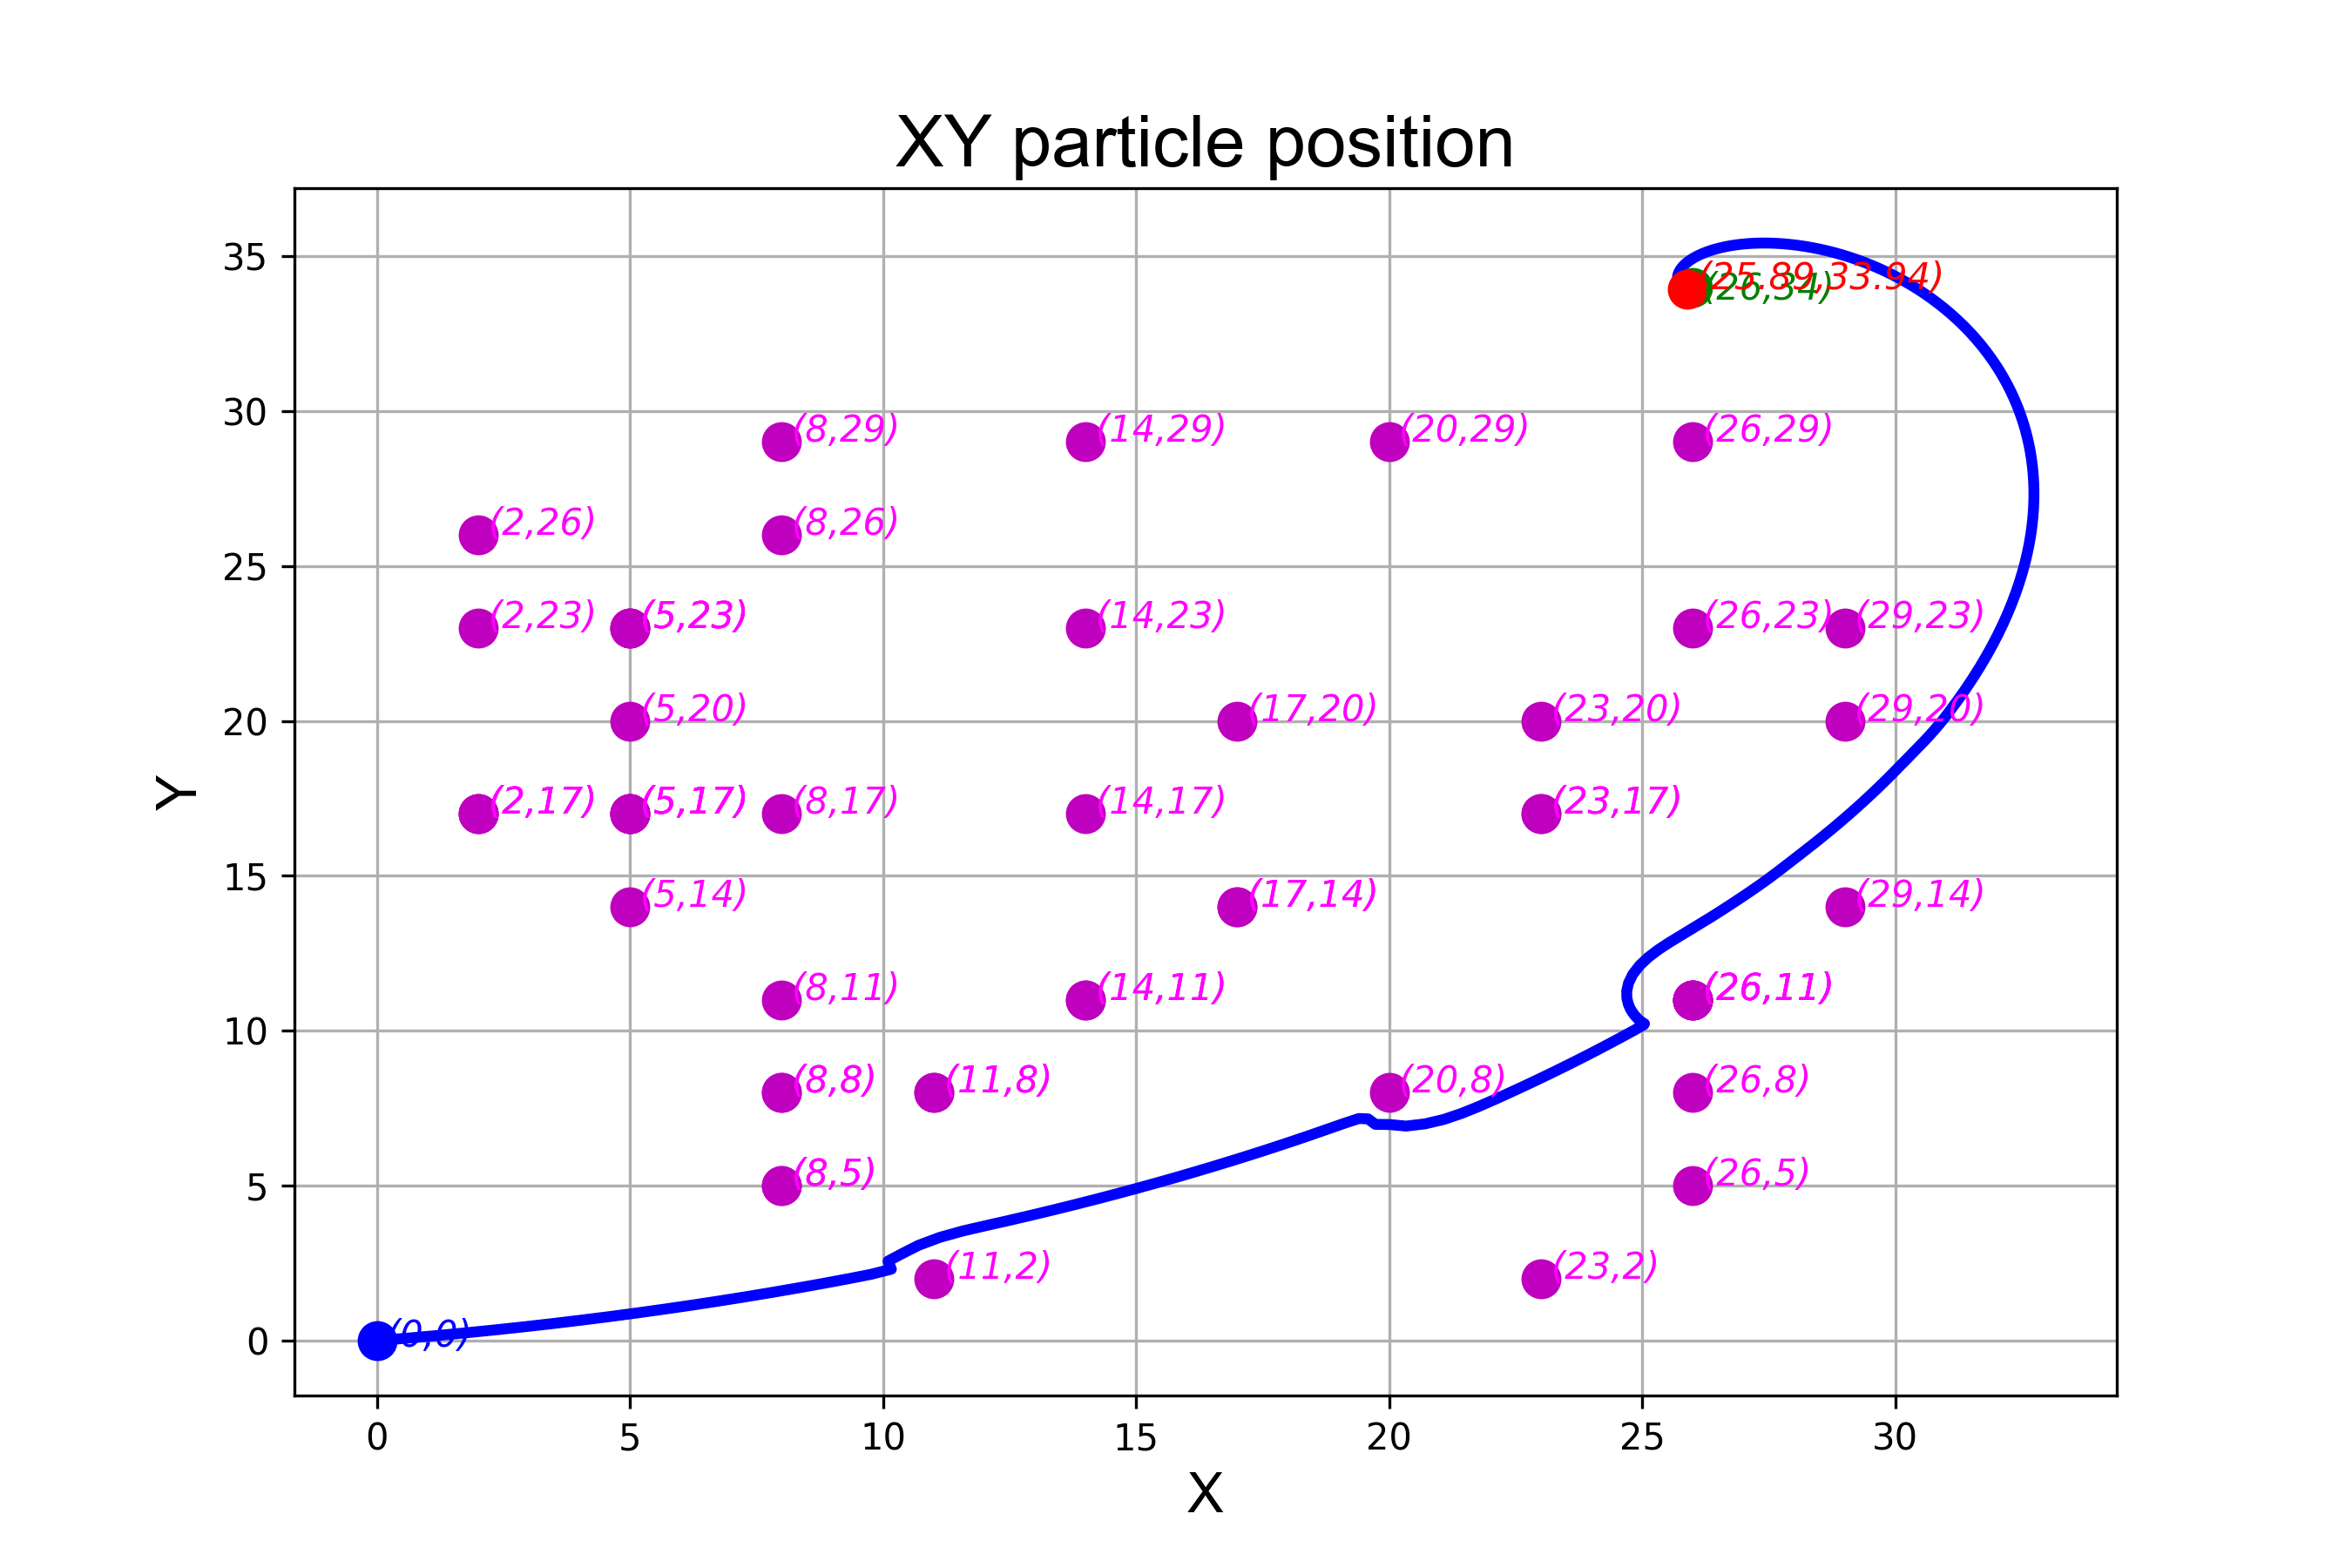 XY particle position
35
(25.89,33.94)
(26,34)
30
(8,29) (14,29) (20,29) (26,29)
(2,26) (8,26)
25
(2,23) (5,23) (14,23) (26,23) (29,23)
20
(5,20) (17,20) (23,20) (29,20)
(2,17) (5,17) (8,17) (14,17) (23,17)
Y
15
(5,14) (17,14) (29,14)
(8,11) (14,11) (26,11)
10
(8,8) (11,8) (20,8) (26,8)
5
(8,5) (26,5)
(11,2) (23,2)
0
(0,0)
0 5 10 15 20 25 30
X